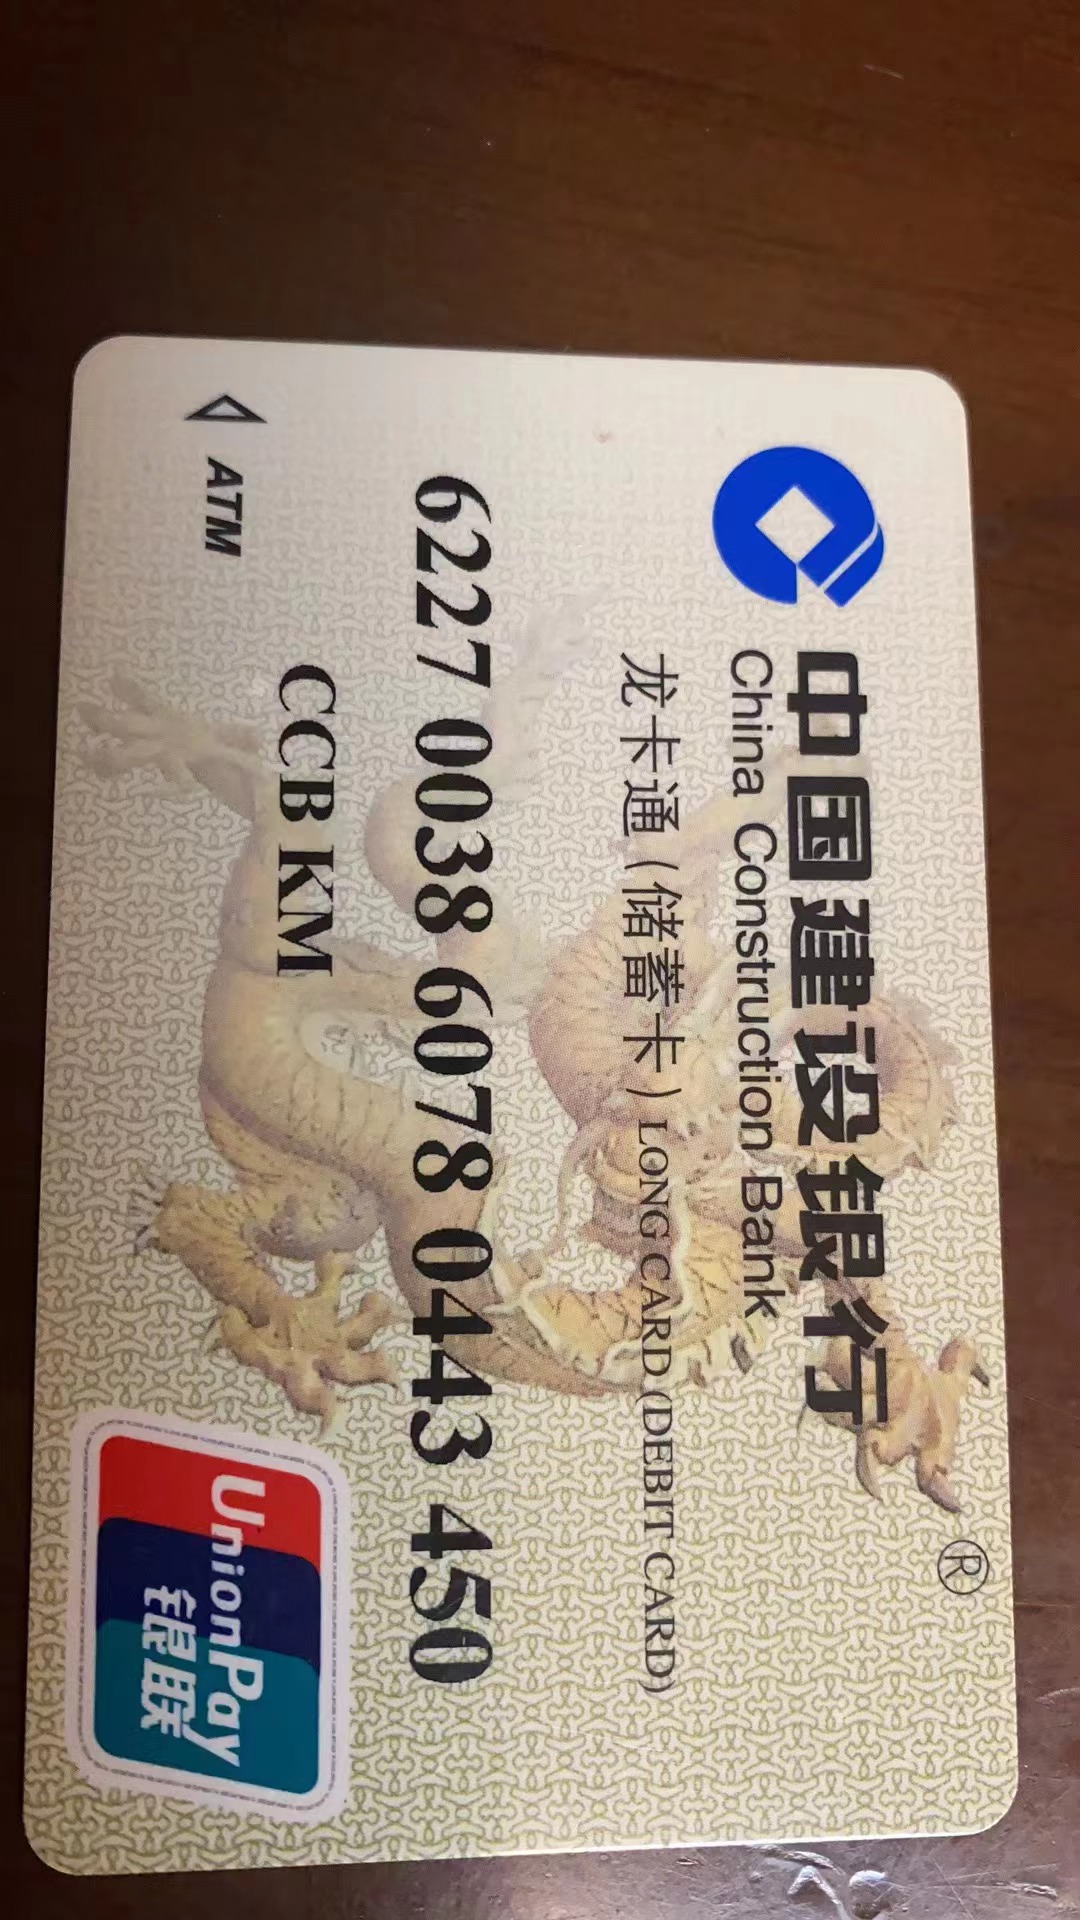 中国建设银行
China Construction Bank
®
龙卡通(储蓄卡) LONG CARD (DEBIT CARD)
6227 0038 6078 0443 450
CCB KM
ATM
UnionPay
银联